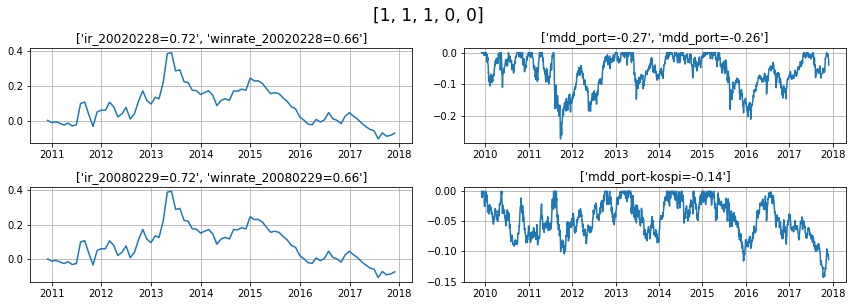 [1, 1, 1, 0, 0]
['ir_20020228=0.72', 'winrate_20020228=0.66']
0.4
0.2
0.0
2011 2012 2013 2014 2015 2016 2017 2018
['mdd_port=-0.27', 'mdd_port=-0.26']
0.0
−0.1
−0.2
2010 2011 2012 2013 2014 2015 2016 2017 2018
['ir_20080229=0.72', 'winrate_20080229=0.66']
0.4
0.2
0.0
2011 2012 2013 2014 2015 2016 2017 2018
['mdd_port-kospi=-0.14']
0.00
−0.05
−0.10
−0.15
2010 2011 2012 2013 2014 2015 2016 2017 2018